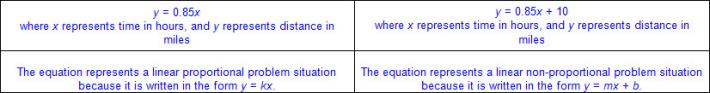 y = 0.85x
where x represents time in hours, and y represents distance in
miles
y = 0.85x + 10
where x represents time in hours, and y represents distance in
miles
The equation represents a linear proportional problem situation
because it is written in the form y = kx.
The equation represents a linear non-proportional problem situation
because it is written in the form y = mx + b.